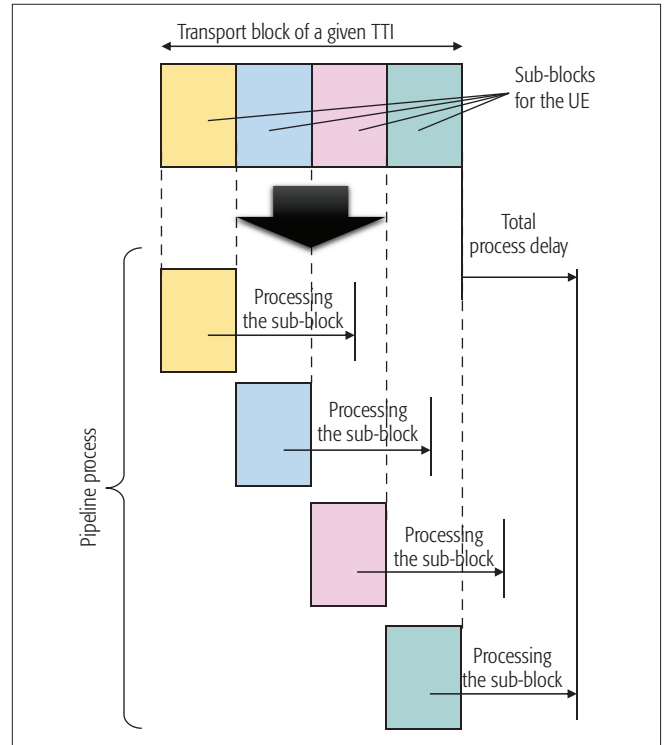 Transport block of a given TTI
Sub-blocks
for the UE
Total
process delay
Processing
the sub-block
Processing
the sub-block
Processing
the sub-block
Processing
the sub-block
Pipeline process